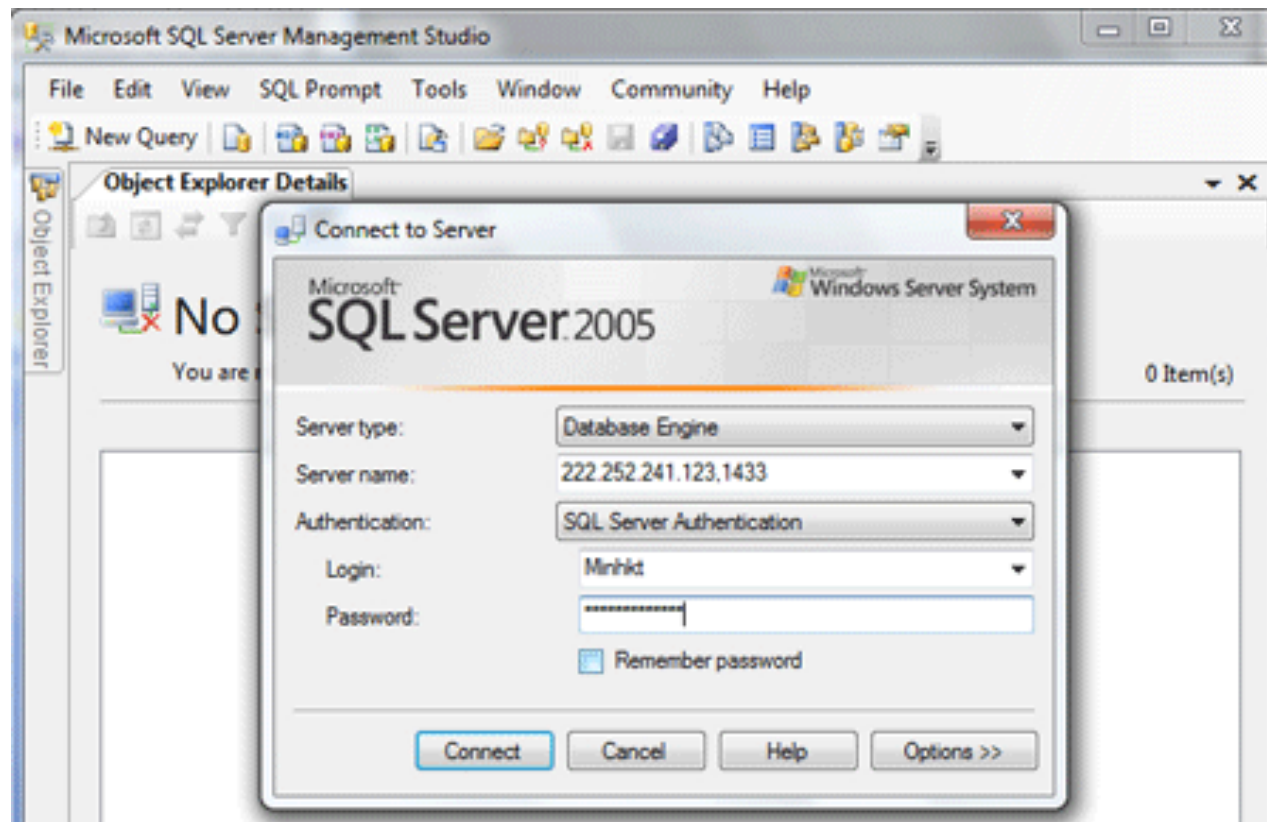 Microsoft SQL Server Management Studio
File Edit View SQL Prompt Tools Window Community Help
New Query
Object Explorer Details
Object Explorer
Connect to Server
Microsoft
SQL Server 2005
Microsoft
Windows Server System
No
You are
0 Item(s)
Server type: Database Engine
Server name: 222.252.241.123,1433
Authentication: SQL Server Authentication
Login: Minhkt
Password: *************
Remember password
Connect Cancel Help Options >>